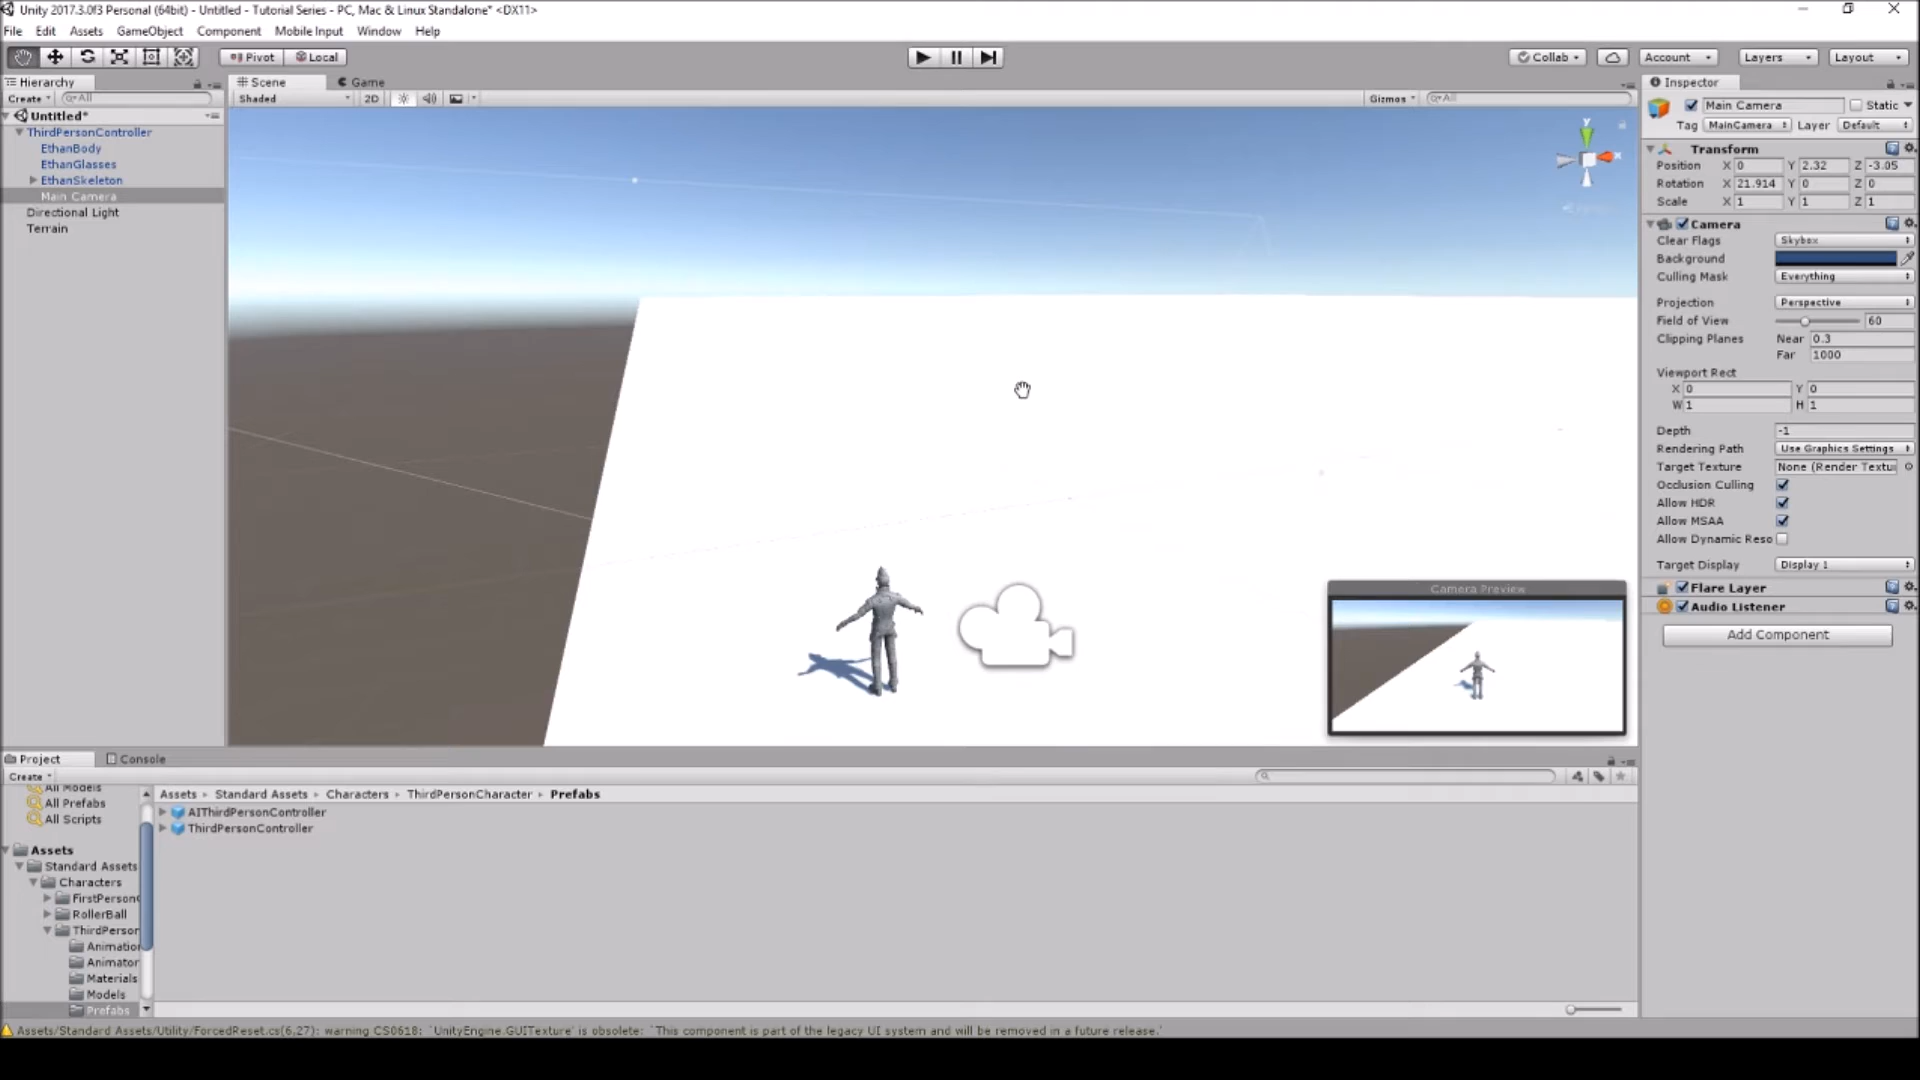 Unity 2017.3.0f3 Personal (64bit) - Untitled - Tutorial Series - PC, Mac & Linux Standalone* <DX11>
File Edit Assets GameObject Component Mobile Input Window Help
Pivot Local Collab Account Layers Layout
Hierarchy
Create All
Untitled*
ThirdPersonController
EthanBody
EthanGlasses
EthanSkeleton
Main Camera
Directional Light
Terrain
Scene Game
Shaded 2D Gizmos All
y
x
Camera Preview
Inspector
Main Camera Static
Tag MainCamera Layer Default
Transform
Position X 0 Y 2.32 Z -3.05
Rotation X 21.914 Y 0 Z 0
Scale X 1 Y 1 Z 1
Camera
Clear Flags Skybox
Background
Culling Mask Everything
Projection Perspective
Field of View 60
Clipping Planes Near 0.3
Far 1000
Viewport Rect
X 0 Y 0
W 1 H 1
Depth -1
Rendering Path Use Graphics Settings
Target Texture None (Render Textu
Occlusion Culling
Allow HDR
Allow MSAA
Allow Dynamic Reso
Target Display Display 1
Flare Layer
Audio Listener
Add Component
Project Console
Create
All Models
All Prefabs
All Scripts
Assets
Standard Assets
Characters
FirstPerson
RollerBall
ThirdPerson
Animation
Animator
Materials
Models
Prefabs
Assets Standard Assets Characters ThirdPersonCharacter Prefabs
AIThirdPersonController
ThirdPersonController
Assets/Standard Assets/Utility/ForcedReset.cs(6,27): warning CS0618: `UnityEngine.GUITexture' is obsolete: `This component is part of the legacy UI system and will be removed in a future release.'